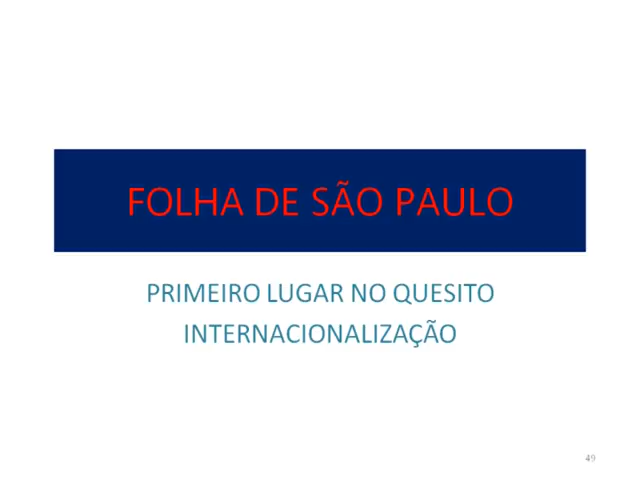 FOLHA DE SÃO PAULO
PRIMEIRO LUGAR NO QUESITO
INTERNACIONALIZAÇÃO
49